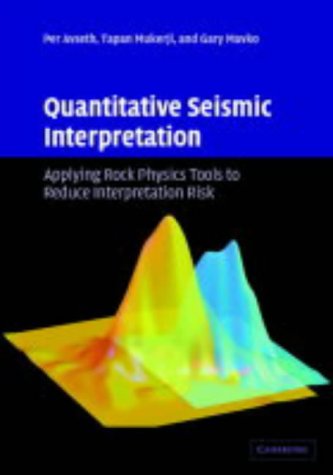 Per Avseth, Tapan Mukerji, and Gary Mavko
Quantitative Seismic
Interpretation
Applying Rock Physics Tools to
Reduce Interpretation Risk
CAMBRIDGE